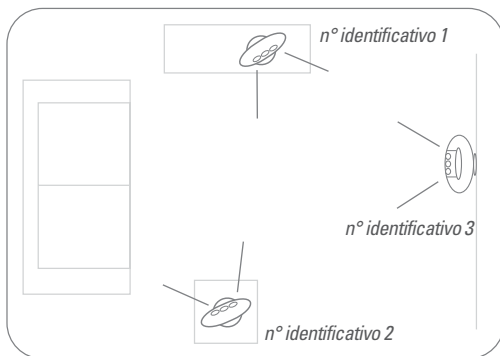 n° identificativo 1
n° identificativo 3
n° identificativo 2